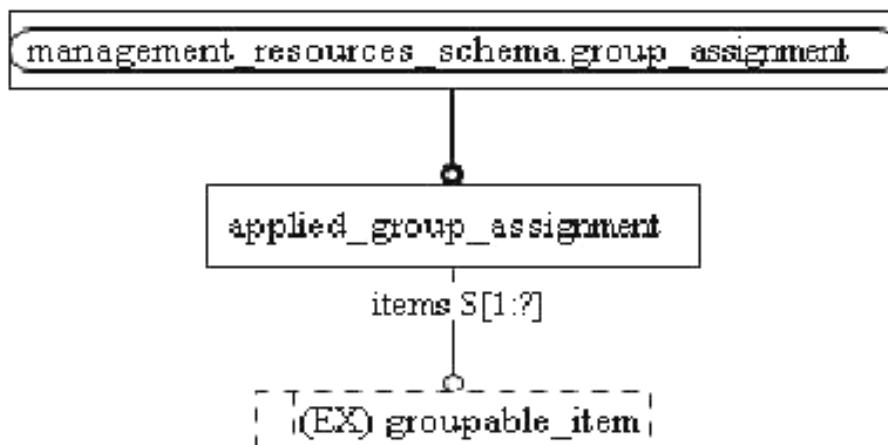 management_resources_schema.group_assignment
applied_group_assignment
items S[1:?]
(EX) groupable_item